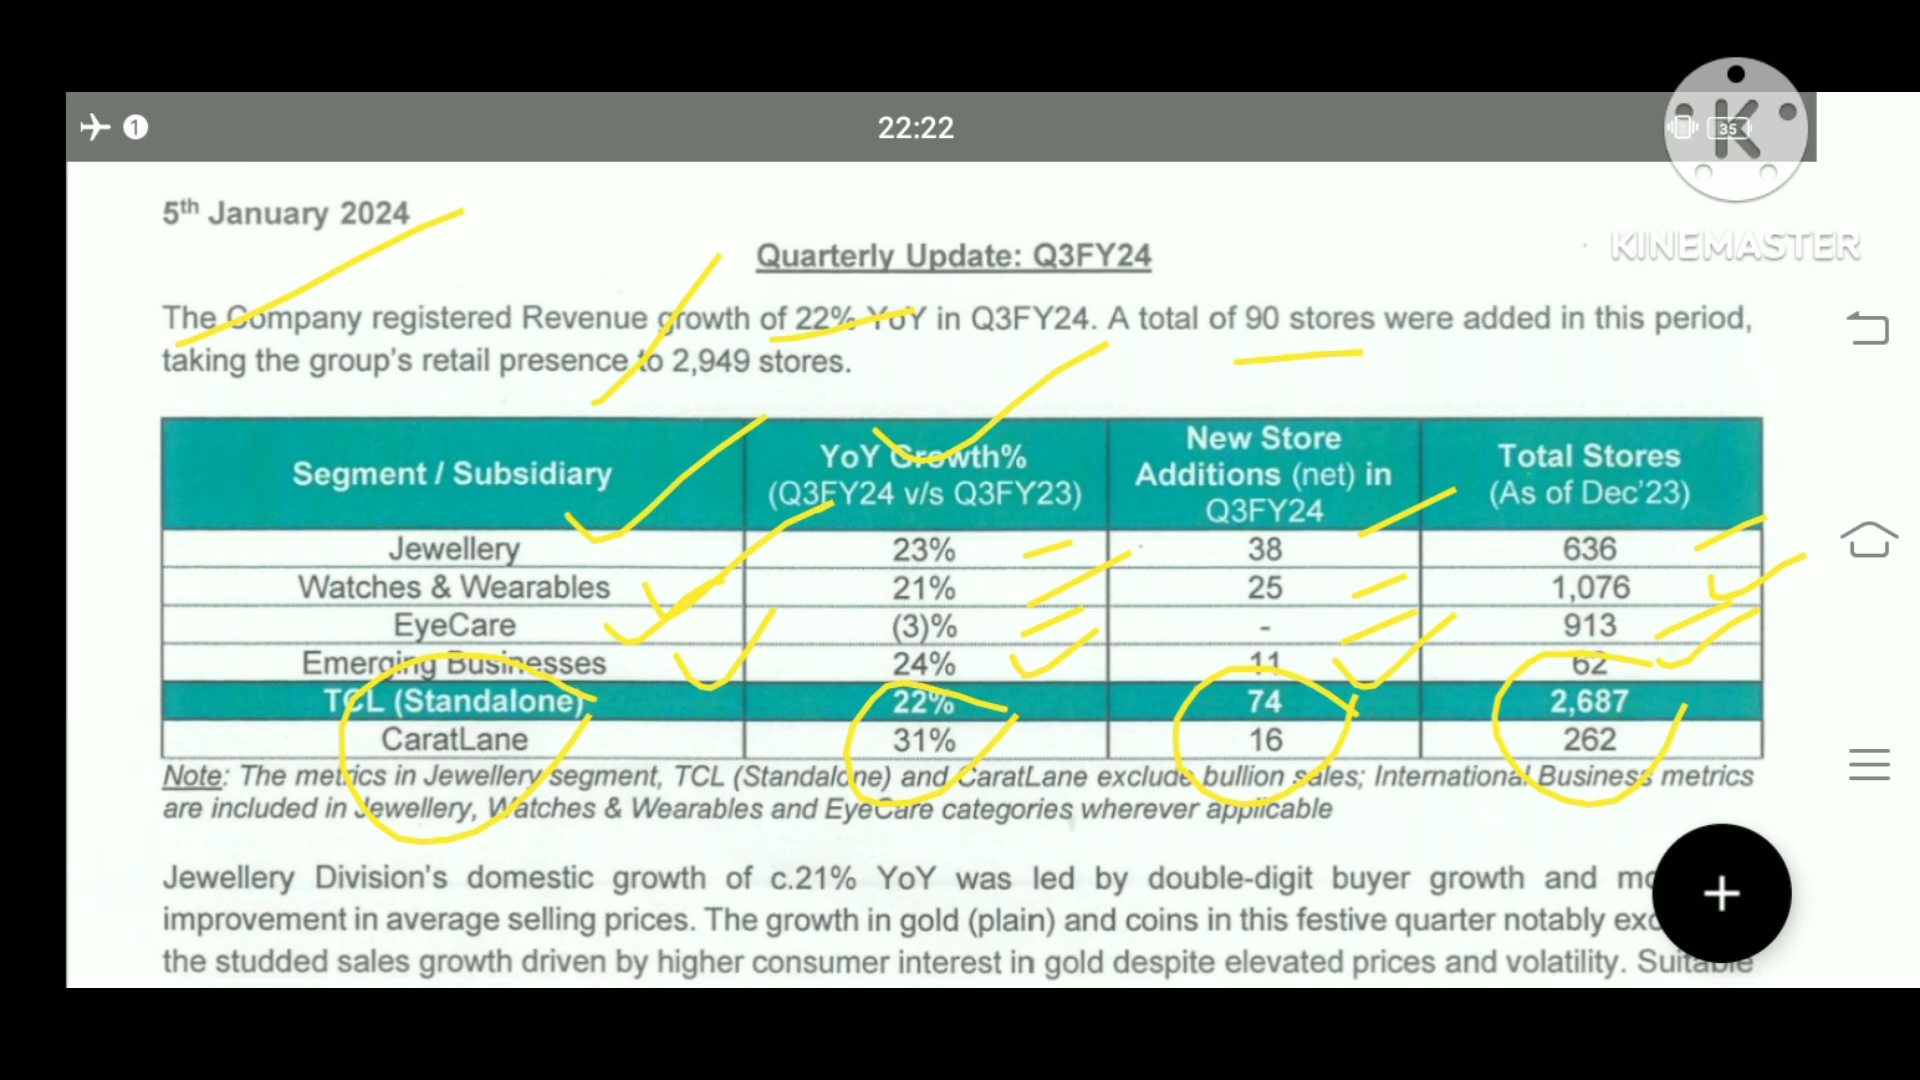 1
22:22
35
K
KINEMASTER
5th January 2024
Quarterly Update: Q3FY24
The Company registered Revenue growth of 22% YoY in Q3FY24. A total of 90 stores were added in this period,
taking the group's retail presence to 2,949 stores.
Segment / Subsidiary
YoY Growth%
(Q3FY24 v/s Q3FY23)
New Store
Additions (net) in
Q3FY24
Total Stores
(As of Dec'23)
Jewellery 23% 38 636
Watches & Wearables 21% 25 1,076
EyeCare (3)% - 913
Emerging Businesses 24% 11 62
TCL (Standalone) 22% 74 2,687
CaratLane 31% 16 262
Note: The metrics in Jewellery segment, TCL (Standalone) and CaratLane exclude bullion sales; International Business metrics
are included in Jewellery, Watches & Wearables and EyeCare categories wherever applicable
Jewellery Division's domestic growth of c.21% YoY was led by double-digit buyer growth and
improvement in average selling prices. The growth in gold (plain) and coins in this festive quarter notably
the studded sales growth driven by higher consumer interest in gold despite elevated prices and volatility. Suitable